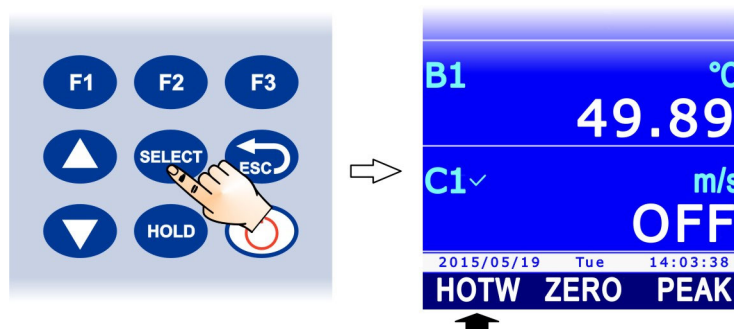 F1 F2 F3
SELECT ESC
HOLD
B1 °C
49.89
C1 m/s
OFF
2015/05/19 Tue 14:03:38
HOTW ZERO PEAK